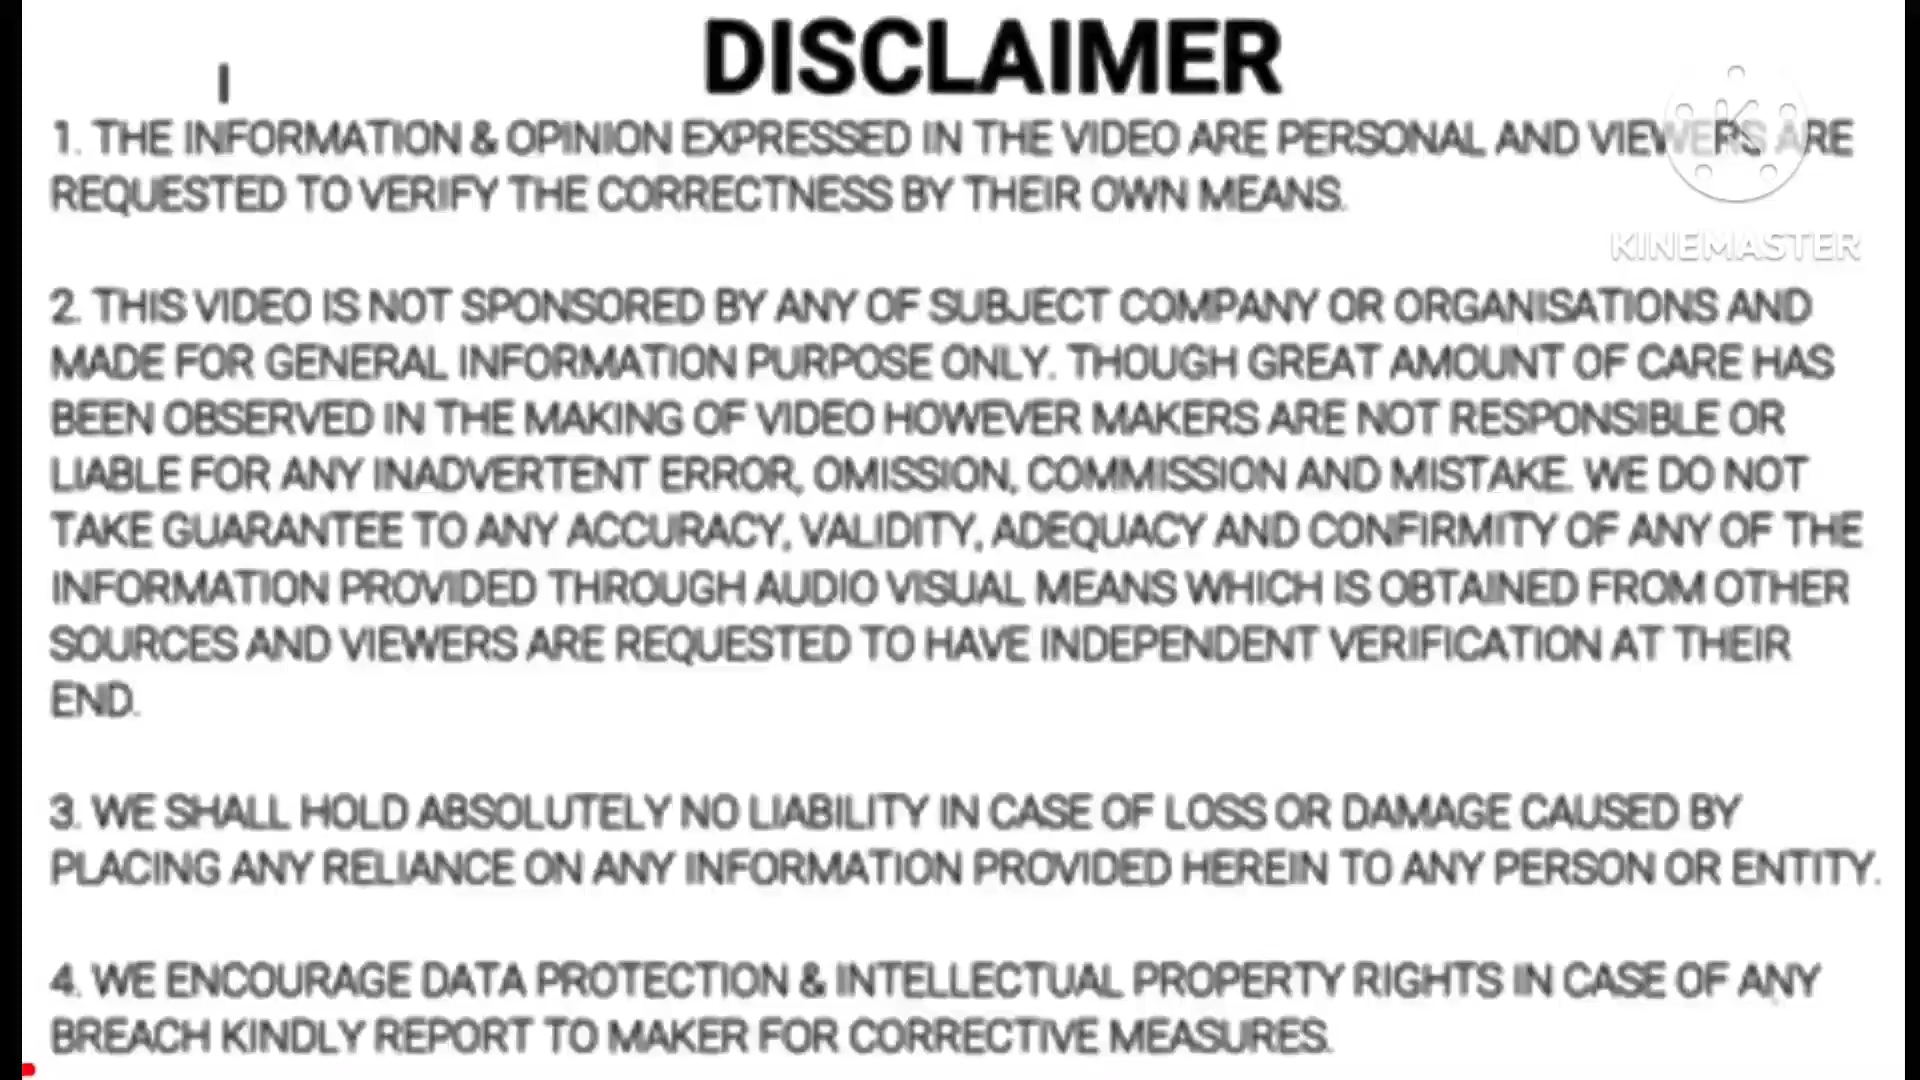 DISCLAIMER
1. THE INFORMATION & OPINION EXPRESSED IN THE VIDEO ARE PERSONAL AND VIEWERS ARE
REQUESTED TO VERIFY THE CORRECTNESS BY THEIR OWN MEANS.
KINEMASTER
2. THIS VIDEO IS NOT SPONSORED BY ANY OF SUBJECT COMPANY OR ORGANISATIONS AND
MADE FOR GENERAL INFORMATION PURPOSE ONLY. THOUGH GREAT AMOUNT OF CARE HAS
BEEN OBSERVED IN THE MAKING OF VIDEO HOWEVER MAKERS ARE NOT RESPONSIBLE OR
LIABLE FOR ANY INADVERTENT ERROR, OMISSION, COMMISSION AND MISTAKE. WE DO NOT
TAKE GUARANTEE TO ANY ACCURACY, VALIDITY, ADEQUACY AND CONFIRMITY OF ANY OF THE
INFORMATION PROVIDED THROUGH AUDIO VISUAL MEANS WHICH IS OBTAINED FROM OTHER
SOURCES AND VIEWERS ARE REQUESTED TO HAVE INDEPENDENT VERIFICATION AT THEIR
END.
3. WE SHALL HOLD ABSOLUTELY NO LIABILITY IN CASE OF LOSS OR DAMAGE CAUSED BY
PLACING ANY RELIANCE ON ANY INFORMATION PROVIDED HEREIN TO ANY PERSON OR ENTITY.
4. WE ENCOURAGE DATA PROTECTION & INTELLECTUAL PROPERTY RIGHTS IN CASE OF ANY
BREACH KINDLY REPORT TO MAKER FOR CORRECTIVE MEASURES.